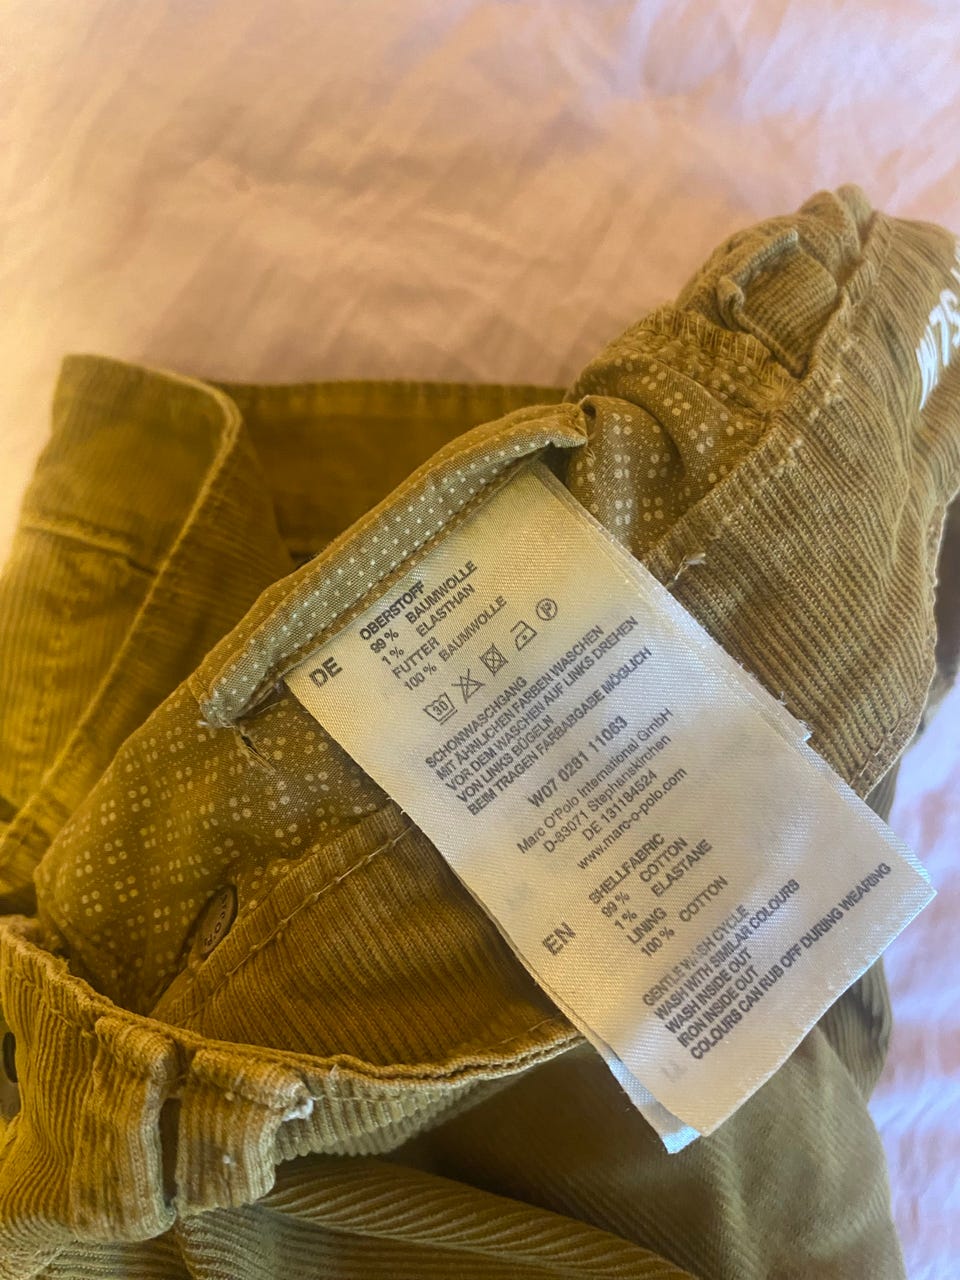 DE
OBERSTOFF
99 % BAUMWOLLE
1 % ELASTHAN
FUTTER
100 % BAUMWOLLE
30
P
SCHONWASCHGANG
MIT ÄHNLICHEN FARBEN WASCHEN
VOR DEM WASCHEN AUF LINKS DREHEN
VON LINKS BÜGELN
BEIM TRAGEN FARBABGABE MÖGLICH
W07 0281 11063
Marc O'Polo International GmbH
D-83071 Stephanskirchen
DE 131184524
www.marc-o-polo.com
EN
SHELLFABRIC
99 % COTTON
1 % ELASTANE
LINING
100 % COTTON
GENTLE WASH CYCLE
WASH WITH SIMILAR COLOURS
WASH INSIDE OUT
IRON INSIDE OUT
COLOURS CAN RUB OFF DURING WEARING